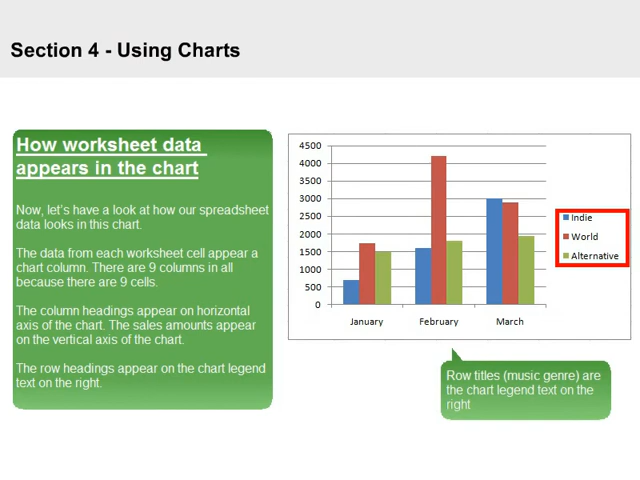 Section 4 - Using Charts
How worksheet data
appears in the chart
Now, let's have a look at how our spreadsheet
data looks in this chart.
The data from each worksheet cell appear a
chart column. There are 9 columns in all
because there are 9 cells.
The column headings appear on horizontal
axis of the chart. The sales amounts appear
on the vertical axis of the chart.
The row headings appear on the chart legend
text on the right.
4500
4000
3500
3000
2500
2000
1500
1000
500
0
January February March
Indie
World
Alternative
Row titles (music genre) are
the chart legend text on the
right